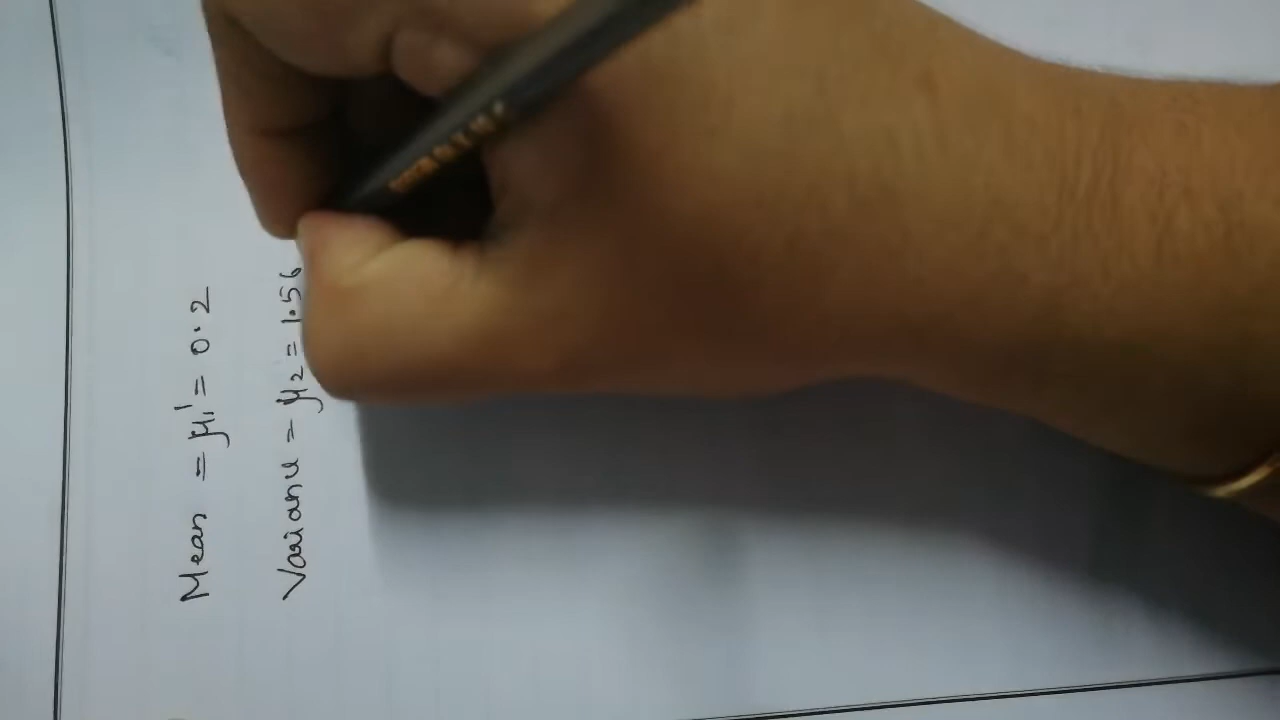 Mean = μ₁' = 0.2
Variance = μ₂ = 1.56